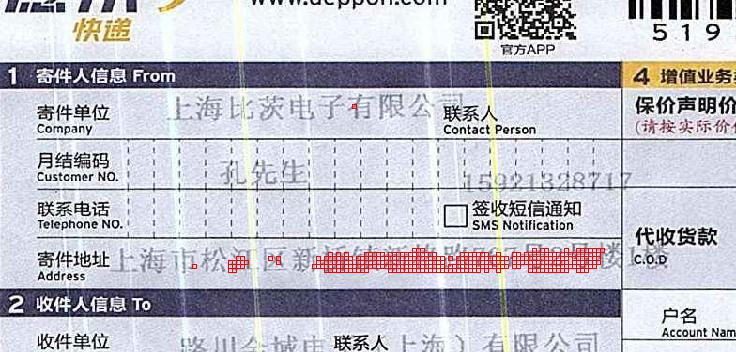 快递
www.deppon.com
官方APP
519
1 寄件人信息 From
4 增值业务
寄件单位 上海比茨电子有限公司 联系人
Company Contact Person
保价声明价
(请按实际价
月结编码
Customer NO.
孔先生 15921328717
联系电话 签收短信通知
Telephone NO. SMS Notification
代收货款
C.O.D
寄件地址 上海市松江区新
Address
2 收件人信息 To
户名
Account Name
收件单位 联系人 上海）有限公司